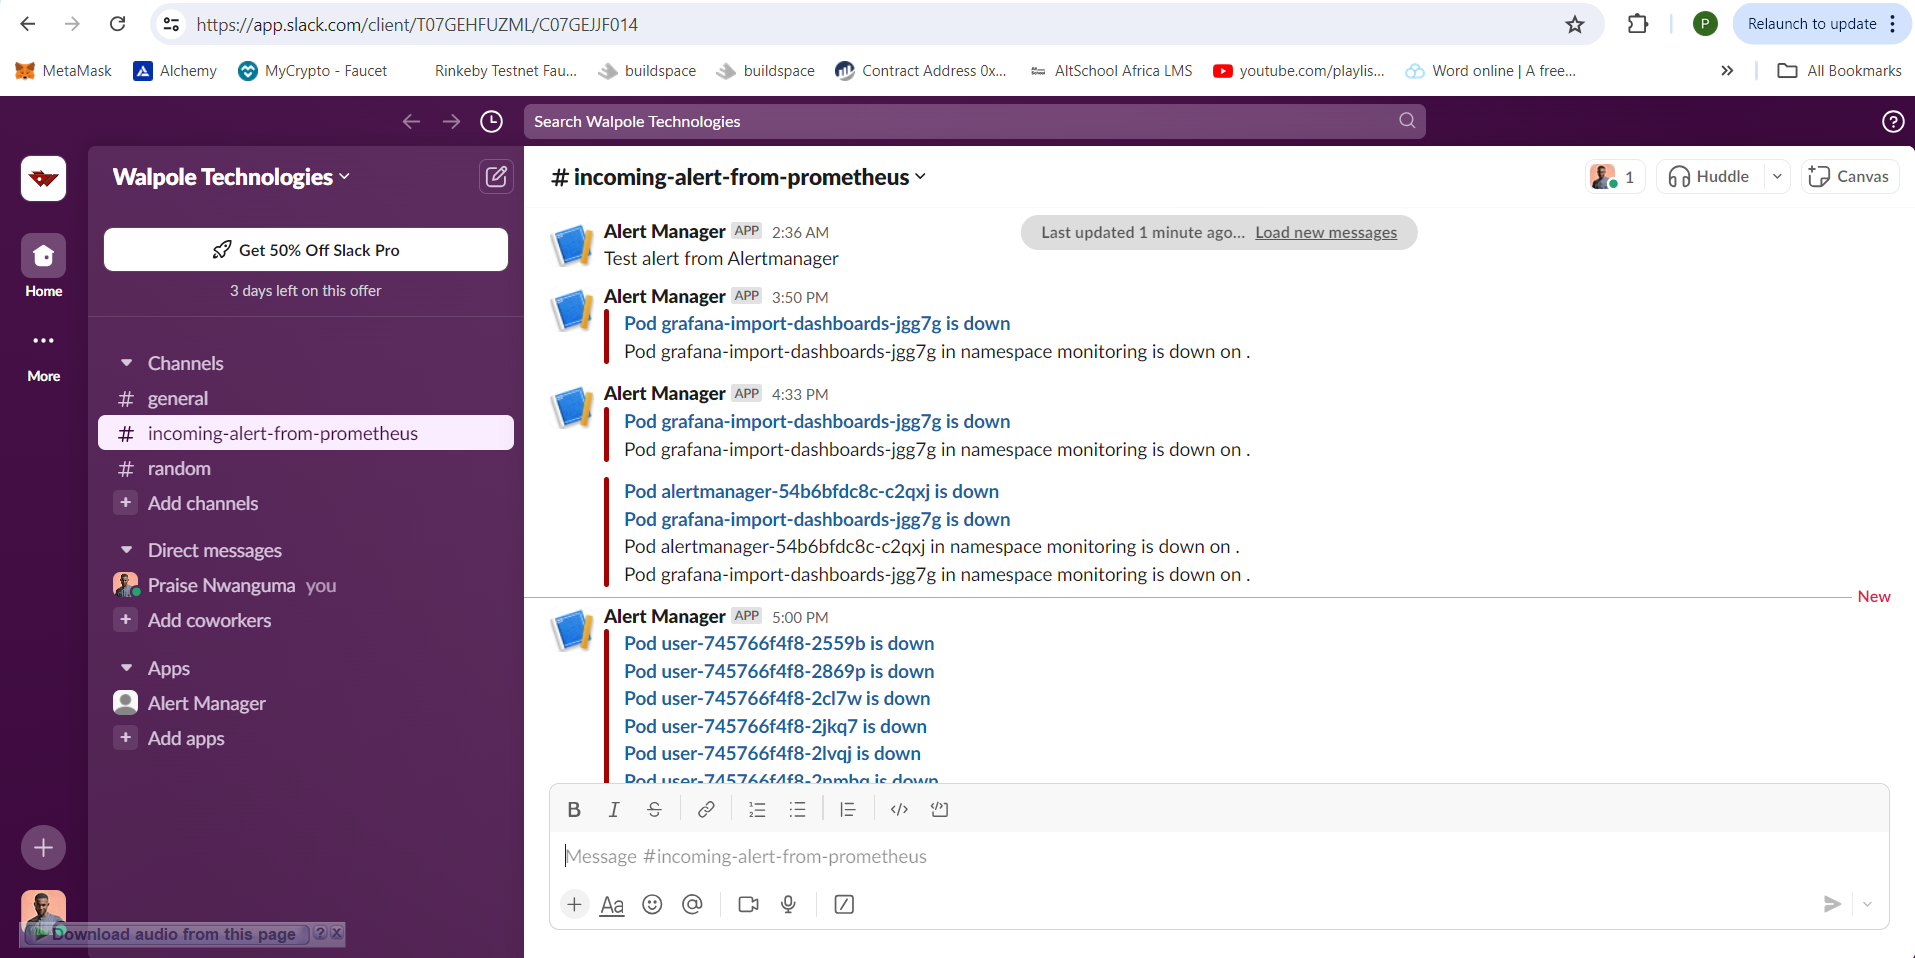 https://app.slack.com/client/T07GEHFUZML/C07GEJJF014
P
Relaunch to update
MetaMask
Alchemy
MyCrypto - Faucet
Rinkeby Testnet Fau...
buildspace
buildspace
Contract Address 0x...
AltSchool Africa LMS
youtube.com/playlis...
Word online | A free...
All Bookmarks
Search Walpole Technologies
Walpole Technologies
Get 50% Off Slack Pro
3 days left on this offer
Home
More
Channels
# general
# incoming-alert-from-prometheus
# random
+ Add channels
Direct messages
Praise Nwanguma you
+ Add coworkers
Apps
Alert Manager
+ Add apps
Download audio from this page
# incoming-alert-from-prometheus
1
Huddle
Canvas
Last updated 1 minute ago... Load new messages
Alert Manager APP 2:36 AM
Test alert from Alertmanager
Alert Manager APP 3:50 PM
Pod grafana-import-dashboards-jgg7g is down
Pod grafana-import-dashboards-jgg7g in namespace monitoring is down on .
Alert Manager APP 4:33 PM
Pod grafana-import-dashboards-jgg7g is down
Pod grafana-import-dashboards-jgg7g in namespace monitoring is down on .
Pod alertmanager-54b6bfdc8c-c2qxj is down
Pod grafana-import-dashboards-jgg7g is down
Pod alertmanager-54b6bfdc8c-c2qxj in namespace monitoring is down on .
Pod grafana-import-dashboards-jgg7g in namespace monitoring is down on .
New
Alert Manager APP 5:00 PM
Pod user-745766f4f8-2559b is down
Pod user-745766f4f8-2869p is down
Pod user-745766f4f8-2cl7w is down
Pod user-745766f4f8-2jkq7 is down
Pod user-745766f4f8-2lvqj is down
Pod user-745766f4f8-2nmbq is down
B I S
Message #incoming-alert-from-prometheus
Aa